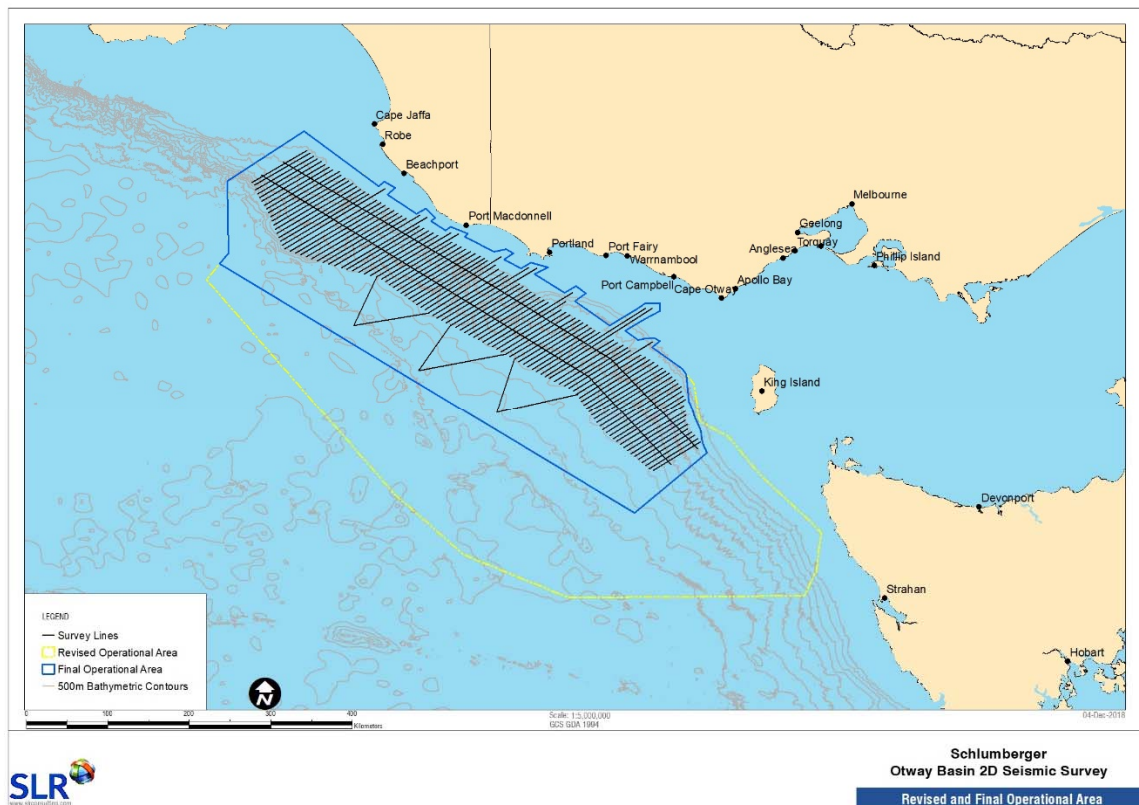 Cape Jaffa
Robe
Beachport
Port Macdonnell
Portland
Port Fairy
Warrnambool
Port Campbell
Cape Otway
Apollo Bay
Anglesea
Torquay
Geelong
Melbourne
Phillip Island
King Island
Devonport
Strahan
Hobart
LEGEND
Survey Lines
Revised Operational Area
Final Operational Area
500m Bathymetric Contours
N
0 100 200 300 400
Kilometers
Scale: 1:5,000,000
GCS GDA 1994
04-Dec-2018
SLR
Schlumberger
Otway Basin 2D Seismic Survey
Revised and Final Operational Area